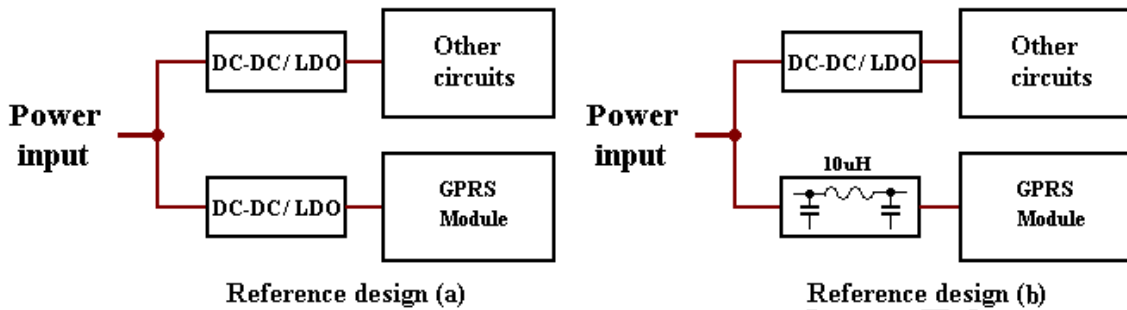 Power
input
DC-DC/ LDO
Other
circuits
DC-DC/ LDO
GPRS
Module
Reference design (a)
Power
input
DC-DC/ LDO
Other
circuits
10uH
GPRS
Module
Reference design (b)